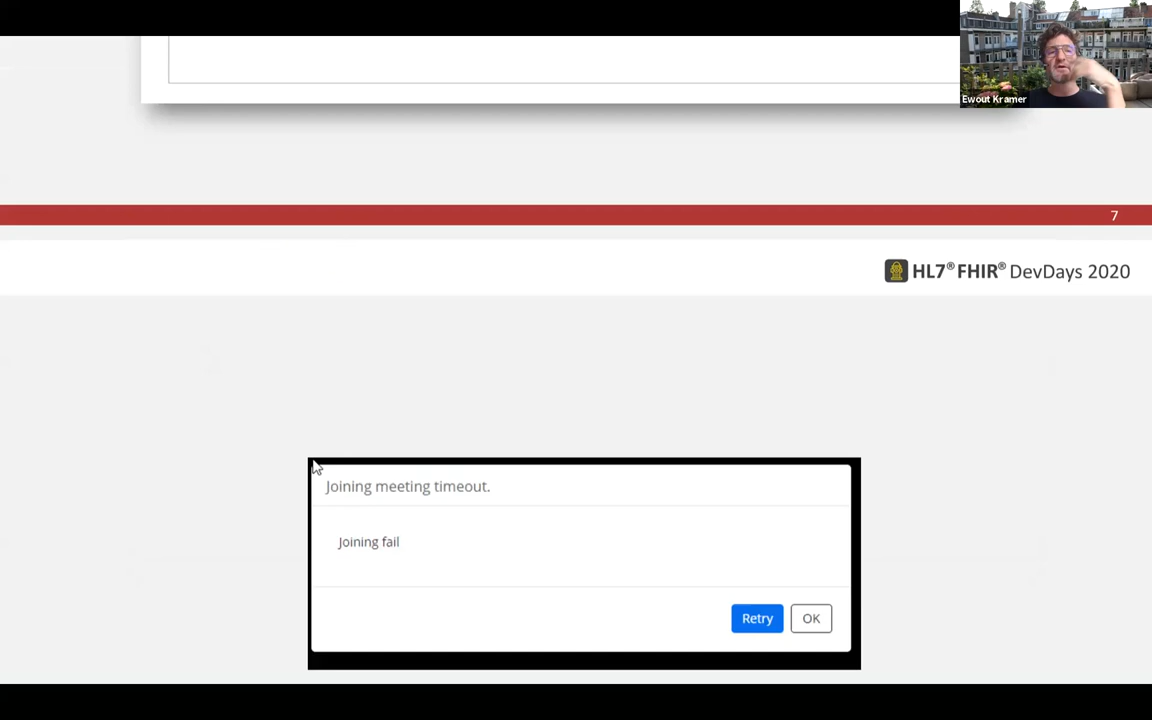 Ewout Kramer
7
HL7® FHIR® DevDays 2020
Joining meeting timeout.
Joining fail
Retry
OK